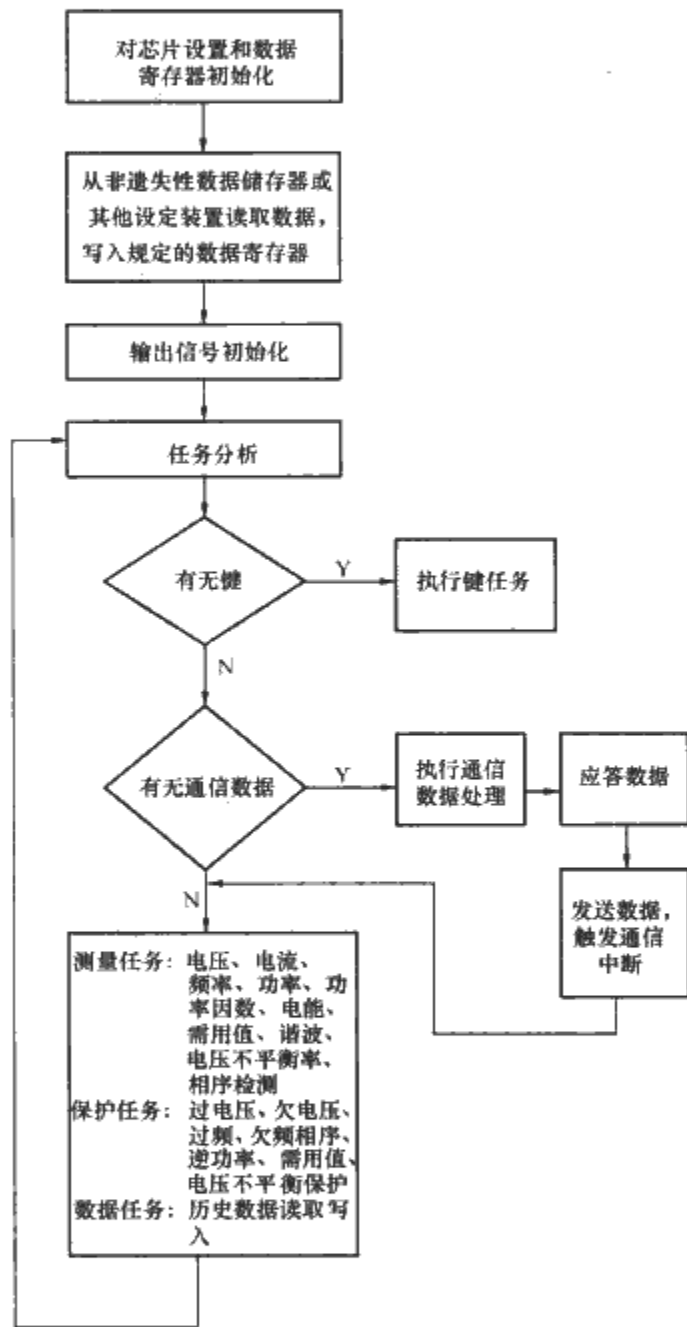 对芯片设置和数据
寄存器初始化
从非遗失性数据储存器或
其他设定装置读取数据，
写入规定的数据寄存器
输出信号初始化
任务分析
有无键
Y
执行键任务
N
有无通信数据
Y
执行通信
数据处理
应答数据
N
发送数据，
触发通信
中断
测量任务：电压、电流、
频率、功率、功
率因数、电能、
需用值、谐波、
电压不平衡率、
相序检测
保护任务：过电压、欠电压、
过频、欠频相序、
逆功率、需用值、
电压不平衡保护
数据任务：历史数据读取写
入